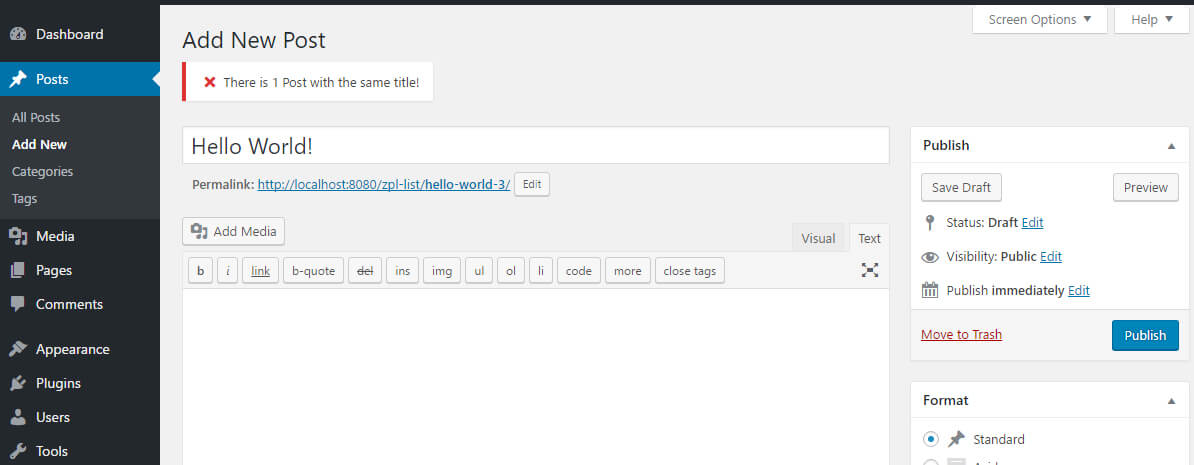 Screen Options
Help
Dashboard
Posts
All Posts
Add New
Categories
Tags
Media
Pages
Comments
Appearance
Plugins
Users
Tools
Add New Post
There is 1 Post with the same title!
Hello World!
Permalink: http://localhost:8080/zpl-list/hello-world-3/ Edit
Add Media
Visual Text
b i link b-quote del ins img ul ol li code more close tags
Publish
Save Draft Preview
Status: Draft Edit
Visibility: Public Edit
Publish immediately Edit
Move to Trash Publish
Format
Standard